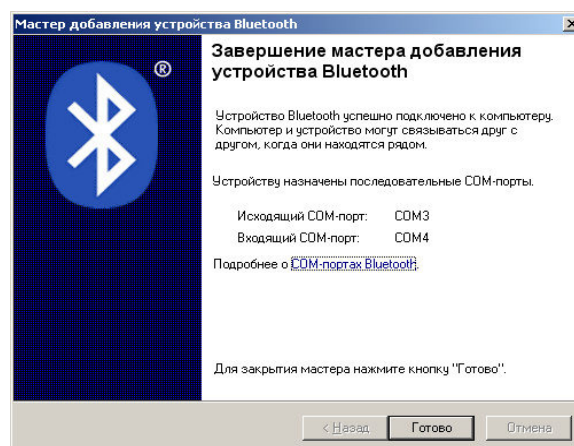 Мастер добавления устройства Bluetooth
®
Завершение мастера добавления
устройства Bluetooth
Устройство Bluetooth успешно подключено к компьютеру.
Компьютер и устройство могут связываться друг с
другом, когда они находятся рядом.
Устройству назначены последовательные COM-порты.
Исходящий COM-порт: COM3
Входящий COM-порт: COM4
Подробнее о COM-портах Bluetooth.
Для закрытия мастера нажмите кнопку "Готово".
< Назад Готово Отмена